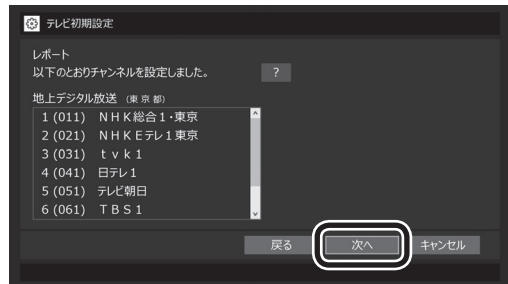 テレビ初期設定
レポート
以下のとおりチャンネルを設定しました。 ?
地上デジタル放送 (東京都)
1 (011) ＮＨＫ総合１・東京
2 (021) ＮＨＫＥテレ１東京
3 (031) ｔｖｋ１
4 (041) 日テレ１
5 (051) テレビ朝日
6 (061) ＴＢＳ１
戻る 次へ キャンセル